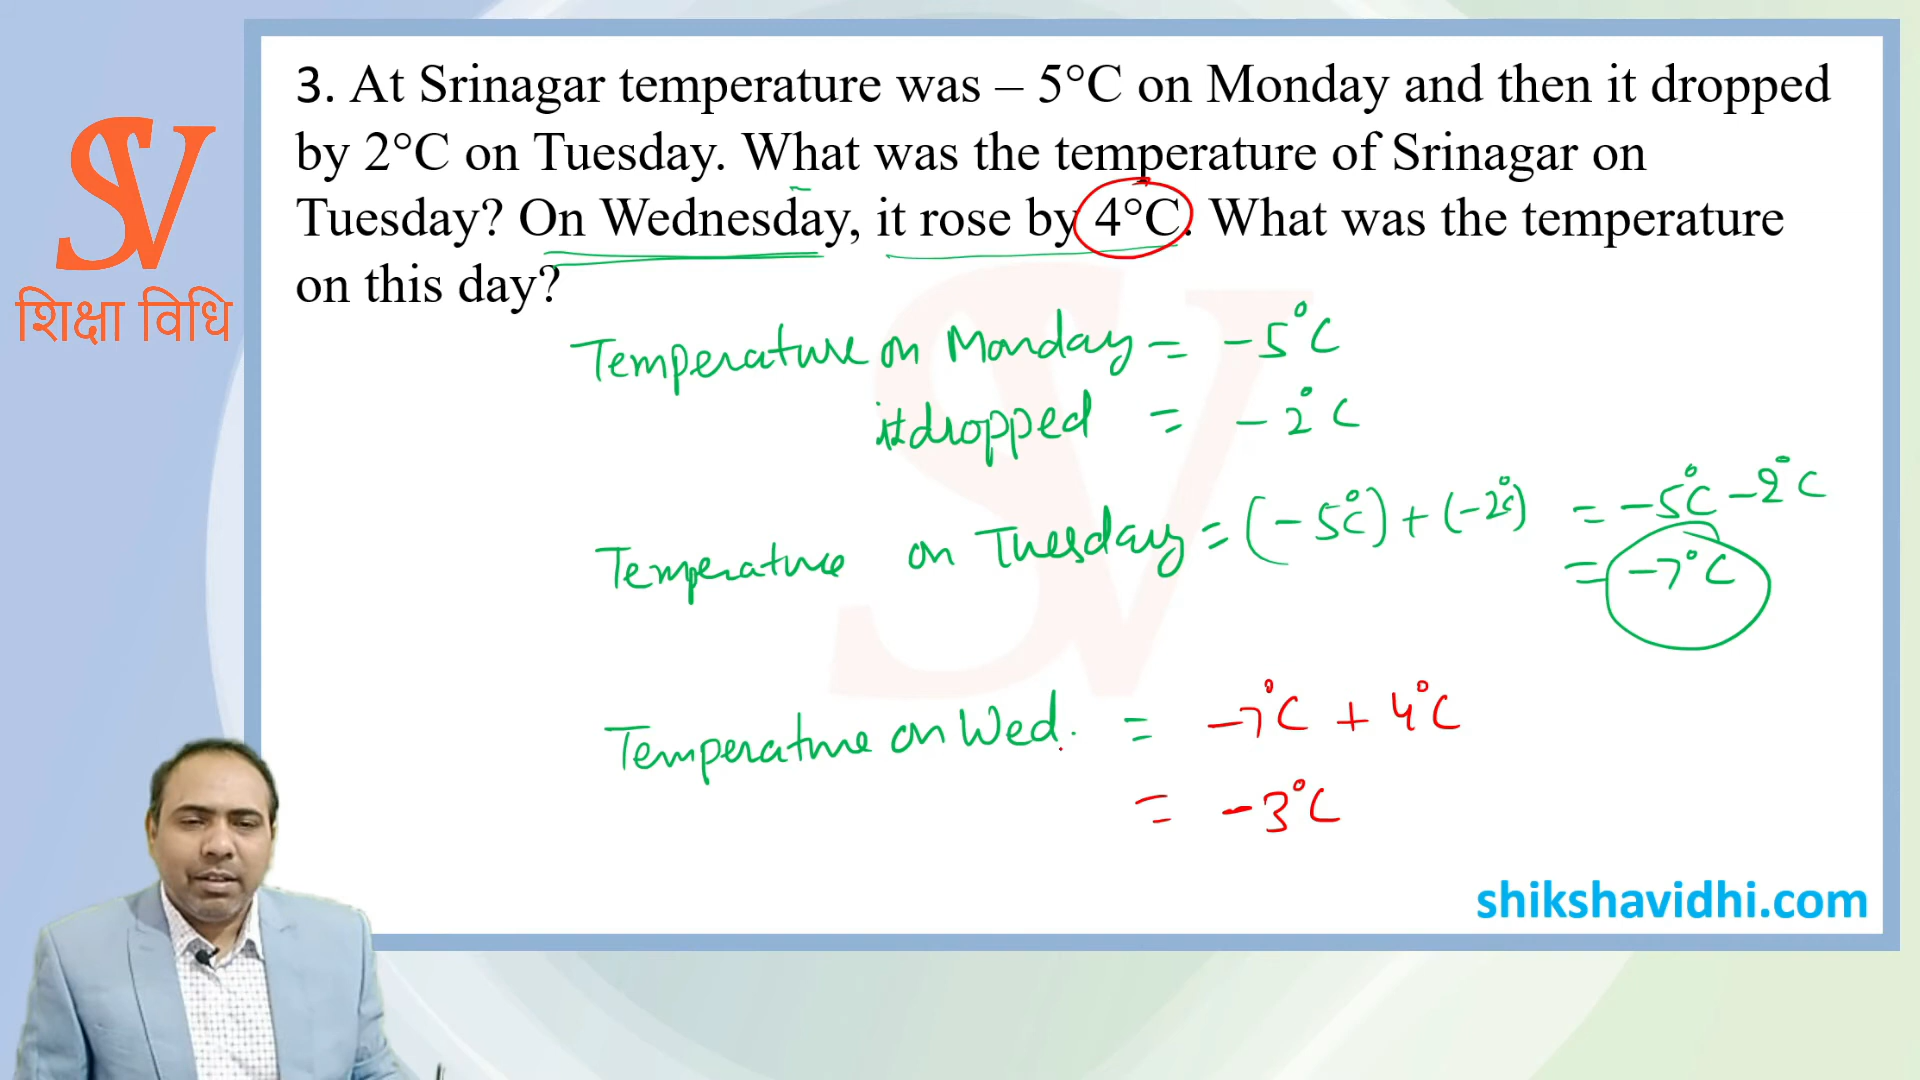 3. At Srinagar temperature was – 5°C on Monday and then it dropped
by 2°C on Tuesday. What was the temperature of Srinagar on
Tuesday? On Wednesday, it rose by 4°C. What was the temperature
on this day?
SV
शिक्षा विधि
Temperature on Monday = -5°C
it dropped = -2°C
Temperature on Tuesday = (-5°C) + (-2°C) = -5°C -2°C
= -7°C
Temperature on Wed. = -7°C + 4°C
= -3°C
shikshavidhi.com